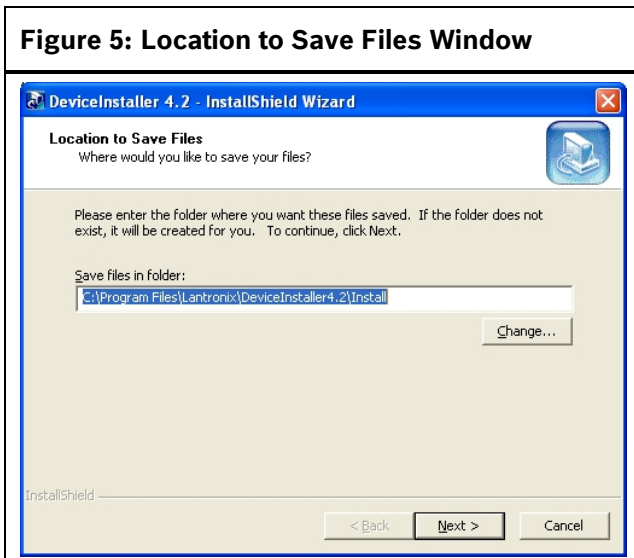 Figure 5: Location to Save Files Window
DeviceInstaller 4.2 - InstallShield Wizard
Location to Save Files
Where would you like to save your files?
Please enter the folder where you want these files saved.  If the folder does not
exist, it will be created for you.   To continue, click Next.
Save files in folder:
C:\Program Files\Lantronix\DeviceInstaller4.2\Install
Change...
InstallShield
< Back
Next >
Cancel